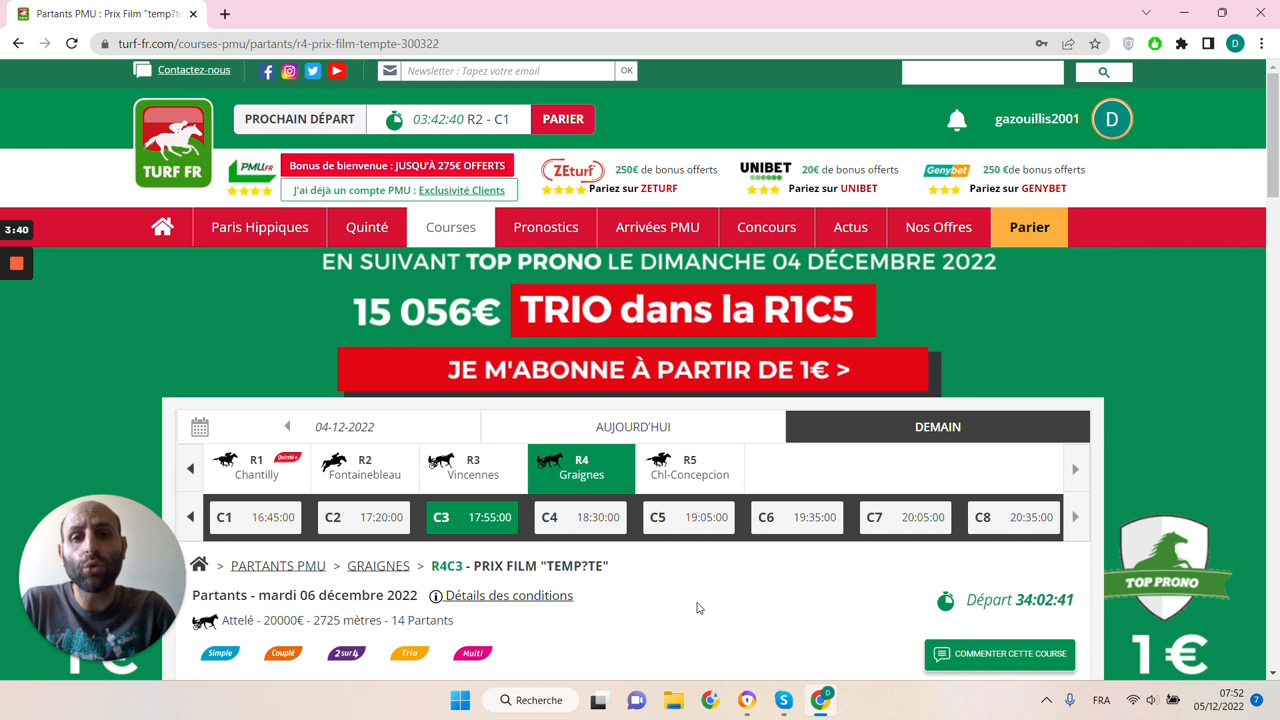 Partants PMU : Prix Film "temp?te
turf-fr.com/courses-pmu/partants/r4-prix-film-tempte-300322
D
Contactez-nous
Newsletter : Tapez votre email
OK
TURF FR
PROCHAIN DÉPART
03:42:40 R2 - C1
PARIER
gazouillis2001
D
PMU.FR
Bonus de bienvenue : JUSQU'À 275€ OFFERTS
J'ai déjà un compte PMU : Exclusivité Clients
ZEturf
250€ de bonus offerts
Pariez sur ZETURF
UNIBET
20€ de bonus offerts
Pariez sur UNIBET
Genybet
250 €de bonus offerts
Pariez sur GENYBET
3:40
Paris Hippiques
Quinté
Courses
Pronostics
Arrivées PMU
Concours
Actus
Nos Offres
Parier
EN SUIVANT TOP PRONO LE DIMANCHE 04 DÉCEMBRE 2022
15 056€ TRIO dans la R1C5
JE M'ABONNE À PARTIR DE 1€ >
04-12-2022
AUJOURD'HUI
DEMAIN
R1 Quinté+
Chantilly
R2
Fontainebleau
R3
Vincennes
R4
Graignes
R5
Chl-Concepcion
C1 16:45:00
C2 17:20:00
C3 17:55:00
C4 18:30:00
C5 19:05:00
C6 19:35:00
C7 20:05:00
C8 20:35:00
> PARTANTS PMU > GRAIGNES > R4C3 - PRIX FILM "TEMP?TE"
Partants - mardi 06 décembre 2022 Détails des conditions
Départ 34:02:41
Attelé - 20000€ - 2725 mètres - 14 Partants
Simple
Couplé
2sur4
Trio
Multi
COMMENTER CETTE COURSE
TOP PRONO
1€
1€
Recherche
D
FRA
07:52
05/12/2022
7